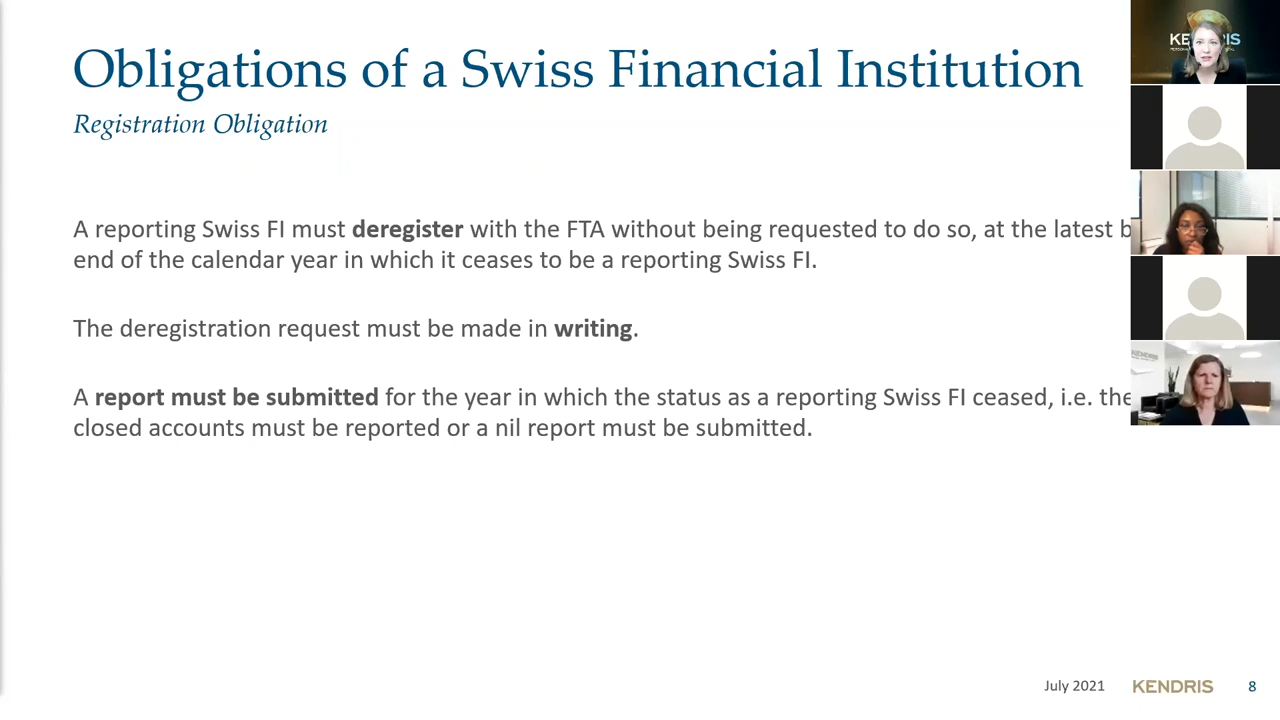 Obligations of a Swiss Financial Institution
Registration Obligation
A reporting Swiss FI must deregister with the FTA without being requested to do so, at the latest
end of the calendar year in which it ceases to be a reporting Swiss FI.
The deregistration request must be made in writing.
A report must be submitted for the year in which the status as a reporting Swiss FI ceased, i.e. the
closed accounts must be reported or a nil report must be submitted.
July 2021 KENDRIS 8
KENDRIS